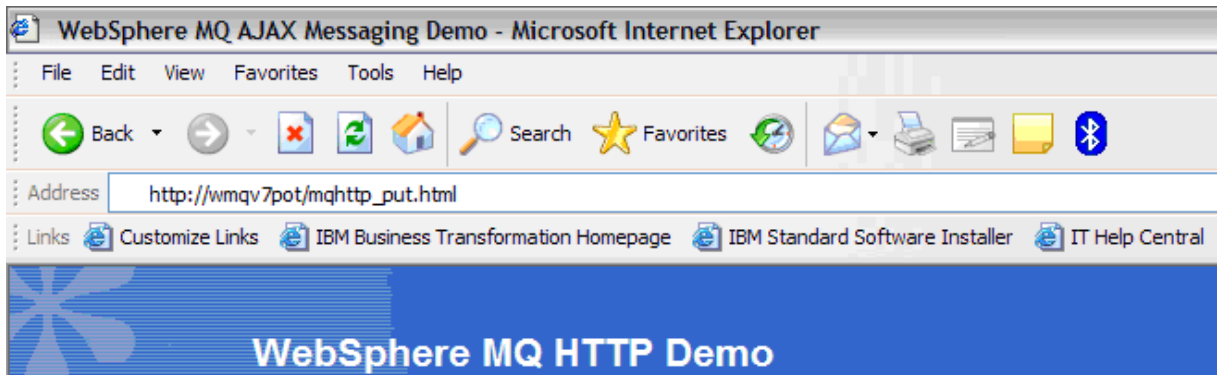 WebSphere MQ AJAX Messaging Demo - Microsoft Internet Explorer
File Edit View Favorites Tools Help
Back Search Favorites
Address http://wmqv7pot/mqhttp_put.html
Links Customize Links IBM Business Transformation Homepage IBM Standard Software Installer IT Help Central
WebSphere MQ HTTP Demo